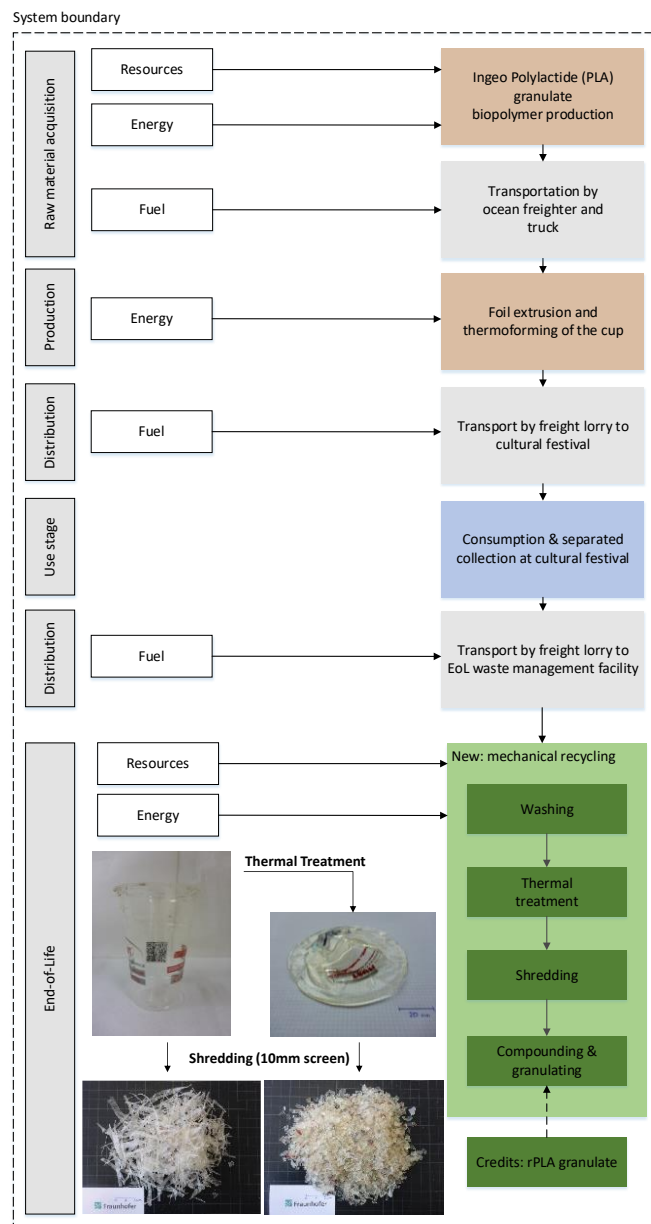 System boundary
Raw material acquisition
Resources
Ingeo Polylactide (PLA)
granulate
biopolymer production
Energy
Fuel
Transportation by
ocean freighter and
truck
Production
Energy
Foil extrusion and
thermoforming of the cup
Distribution
Fuel
Transport by freight lorry to
cultural festival
Use stage
Consumption & separated
collection at cultural festival
Distribution
Fuel
Transport by freight lorry to
EoL waste management facility
End-of-Life
Resources
New: mechanical recycling
Energy
Washing
Thermal Treatment
Thermal
treatment
Shredding
Shredding (10mm screen)
Compounding &
granulating
Credits: rPLA granulate
Fraunhofer
Fraunhofer